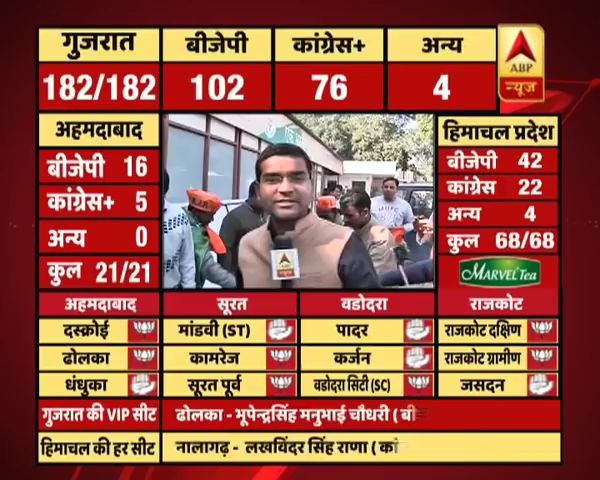 गुजरात बीजेपी कांग्रेस+ अन्य
182/182 102 76 4
ABP
न्यूज़
अहमदाबाद
बीजेपी 16
कांग्रेस+ 5
अन्य 0
कुल 21/21
हिमाचल प्रदेश
बीजेपी 42
कांग्रेस 22
अन्य 4
कुल 68/68
MARVEL Tea
अहमदाबाद सूरत वडोदरा राजकोट
दस्क्रोई मांडवी (ST) पादर राजकोट दक्षिण
ढोलका कामरेज कर्जन राजकोट ग्रामीण
धंधुका सूरत पूर्व वडोदरा सिटी (SC) जसदन
गुजरात की VIP सीट ढोलका - भूपेन्द्रसिंह मनुभाई चौधरी ( बी
हिमाचल की हर सीट नालागढ़ - लखविंदर सिंह राणा ( कां